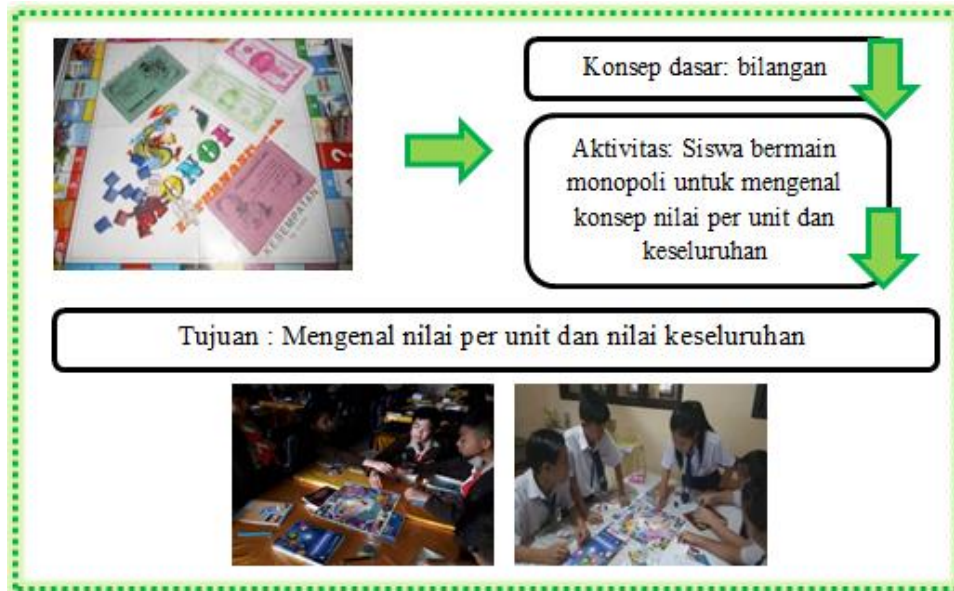 Konsep dasar: bilangan
Aktivitas: Siswa bermain
monopoli untuk mengenal
konsep nilai per unit dan
keseluruhan
KESEMPATAN
Tujuan : Mengenal nilai per unit dan nilai keseluruhan